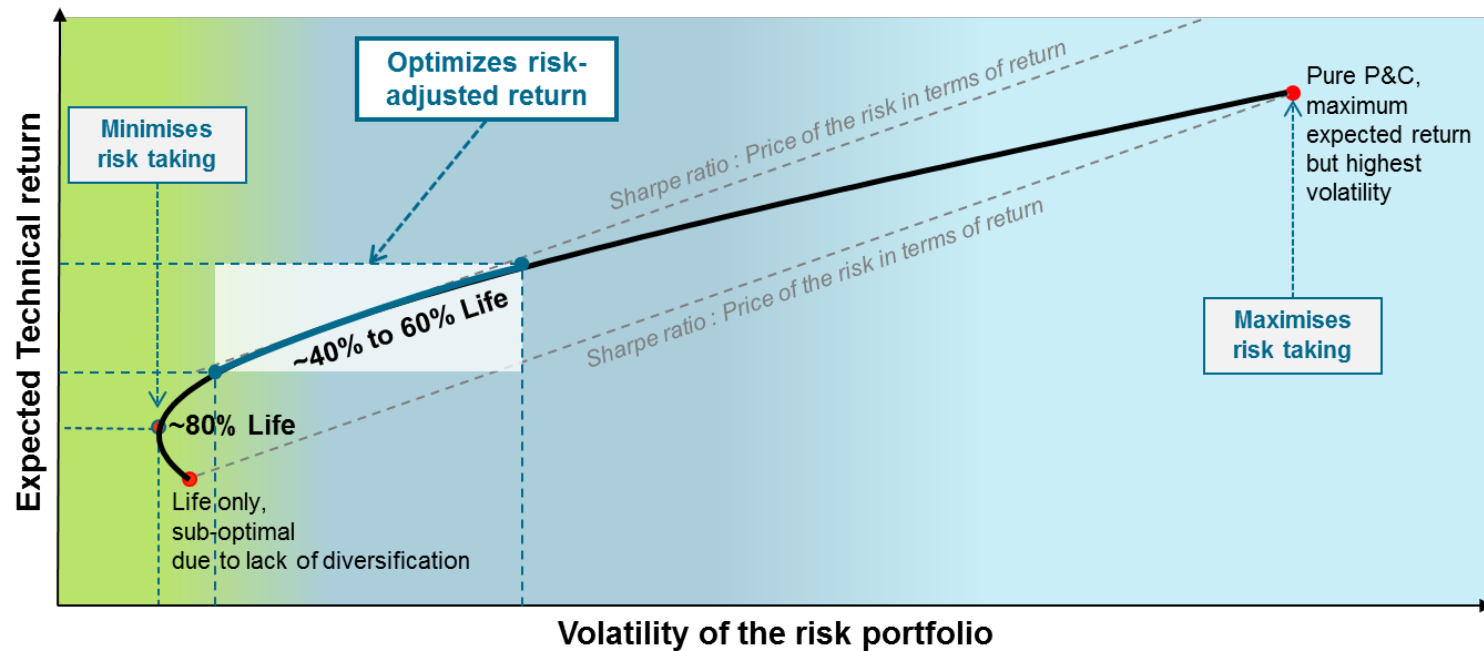 Expected Technical return
Optimizes risk-
adjusted return
Minimises
risk taking
Sharpe ratio : Price of the risk in terms of return
Sharpe ratio : Price of the risk in terms of return
Pure P&C,
maximum
expected return
but highest
volatility
Maximises
risk taking
~40% to 60% Life
~80% Life
Life only,
sub-optimal
due to lack of diversification
Volatility of the risk portfolio